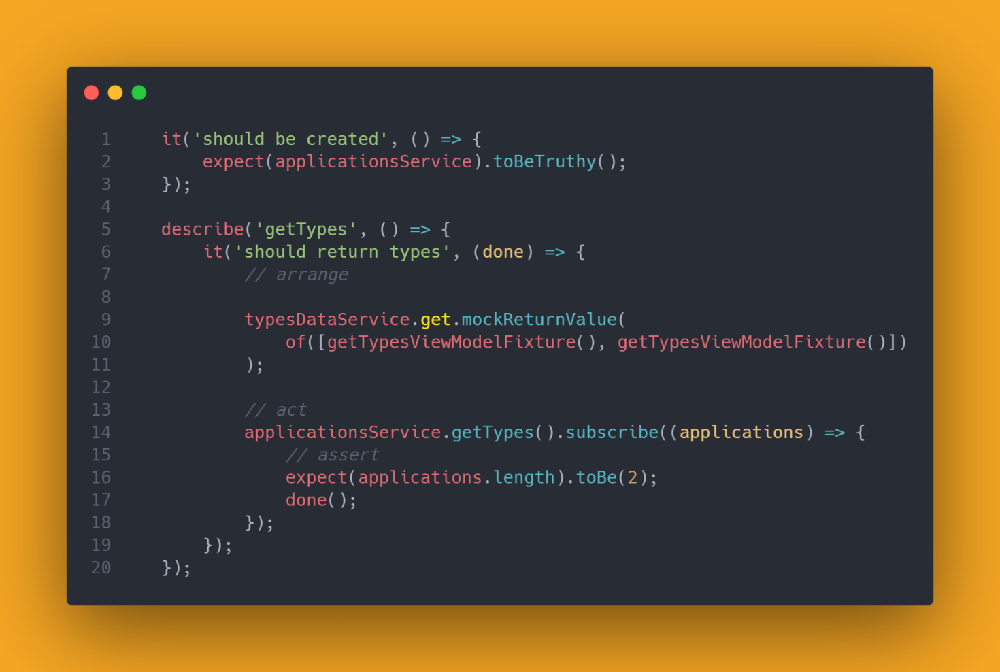 1    it('should be created', () => {
2        expect(applicationsService).toBeTruthy();
3    });
4
5    describe('getTypes', () => {
6        it('should return types', (done) => {
7            // arrange
8
9            typesDataService.get.mockReturnValue(
10                of([getTypesViewModelFixture(), getTypesViewModelFixture()])
11            );
12
13            // act
14            applicationsService.getTypes().subscribe((applications) => {
15                // assert
16                expect(applications.length).toBe(2);
17                done();
18            });
19        });
20    });